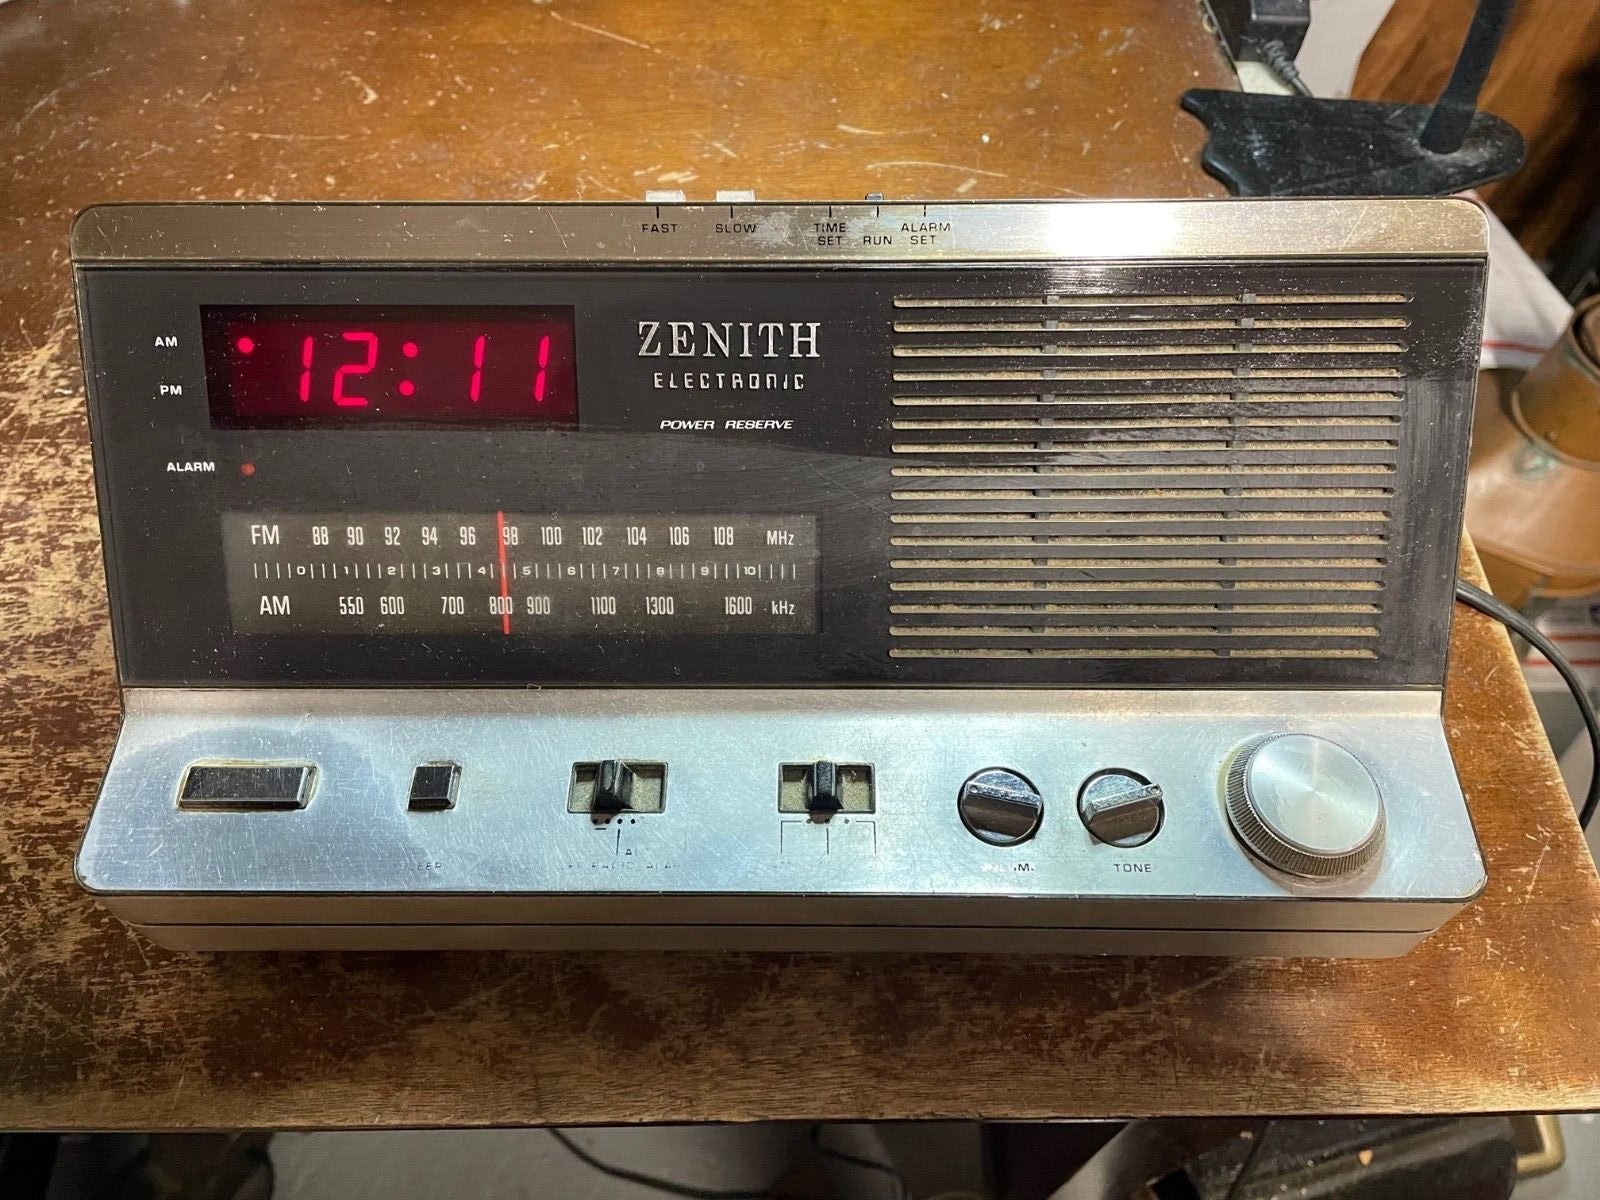 FAST SLOW TIME SET RUN ALARM SET
AM
12:11
PM
ZENITH
ELECTRONIC
POWER RESERVE
ALARM
FM 88 90 92 94 96 98 100 102 104 106 108 MHz
0 1 2 3 4 5 6 7 8 9 10
AM 550 600 700 800 900 1100 1300 1600 kHz
TONE